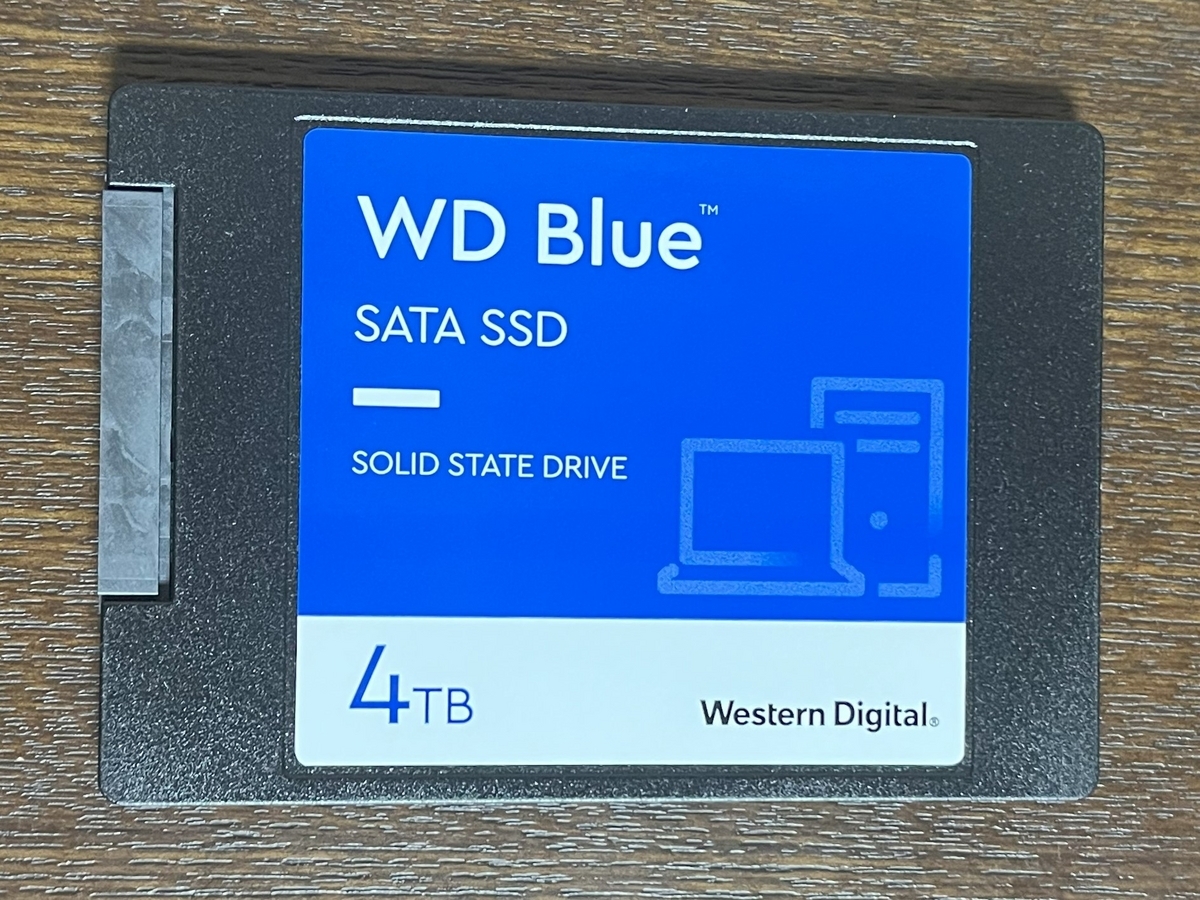 WD Blue™
SATA SSD
SOLID STATE DRIVE
4TB
Western Digital®